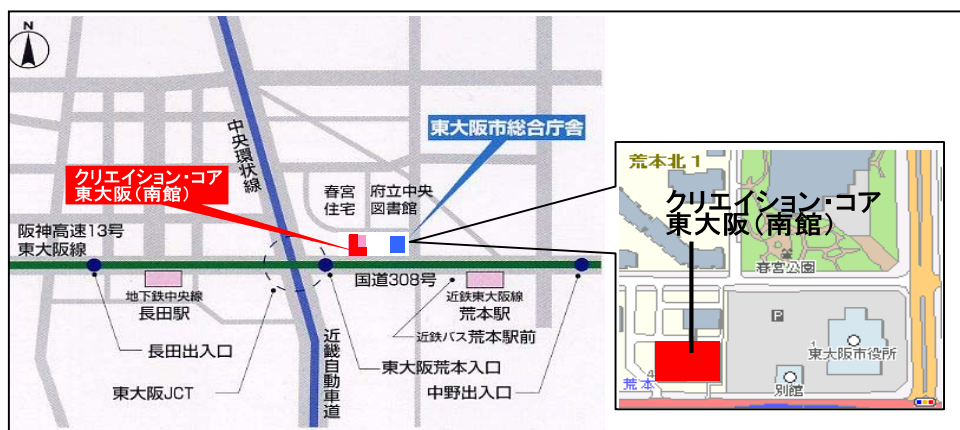 N
中央環状線
東大阪市総合庁舎
クリエイション・コア
東大阪(南館)
春宮
住宅
府立中央
図書館
阪神高速13号
東大阪線
国道308号
地下鉄中央線
長田駅
近鉄東大阪線
荒本駅
近鉄バス荒本駅前
長田出入口
東大阪荒本入口
東大阪JCT
近畿自動車道
中野出入口
荒本北1
クリエイション・コア
東大阪(南館)
春宮公園
P
1
東大阪市役所
4
荒本
別館